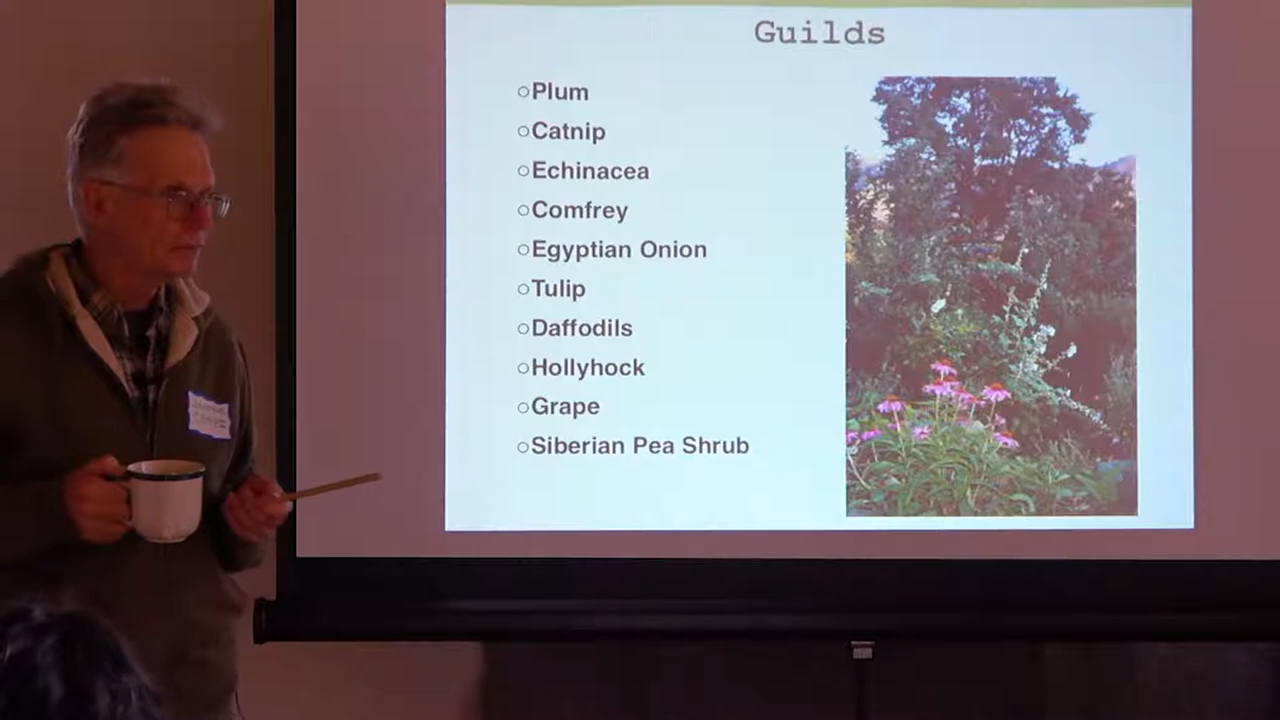 Guilds
Plum
Catnip
Echinacea
Comfrey
Egyptian Onion
Tulip
Daffodils
Hollyhock
Grape
Siberian Pea Shrub